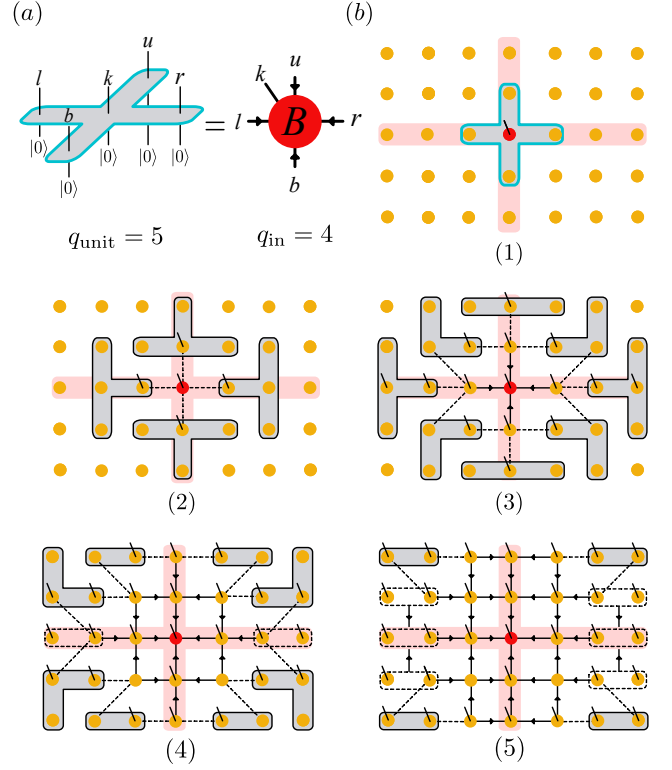 (a)
(b)
u
l
k
r
b
|0⟩
|0⟩
|0⟩
|0⟩
|0⟩
=
u
k
l
B
r
b
q_unit = 5
q_in = 4
(1)
(2)
(3)
(4)
(5)